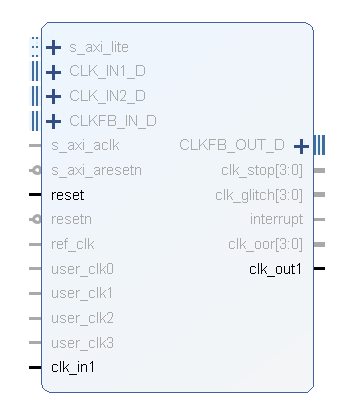 s_axi_lite
CLK_IN1_D
CLK_IN2_D
CLKFB_IN_D
s_axi_aclk
s_axi_aresetn
reset
resetn
ref_clk
user_clk0
user_clk1
user_clk2
user_clk3
clk_in1
CLKFB_OUT_D
clk_stop[3:0]
clk_glitch[3:0]
interrupt
clk_oor[3:0]
clk_out1